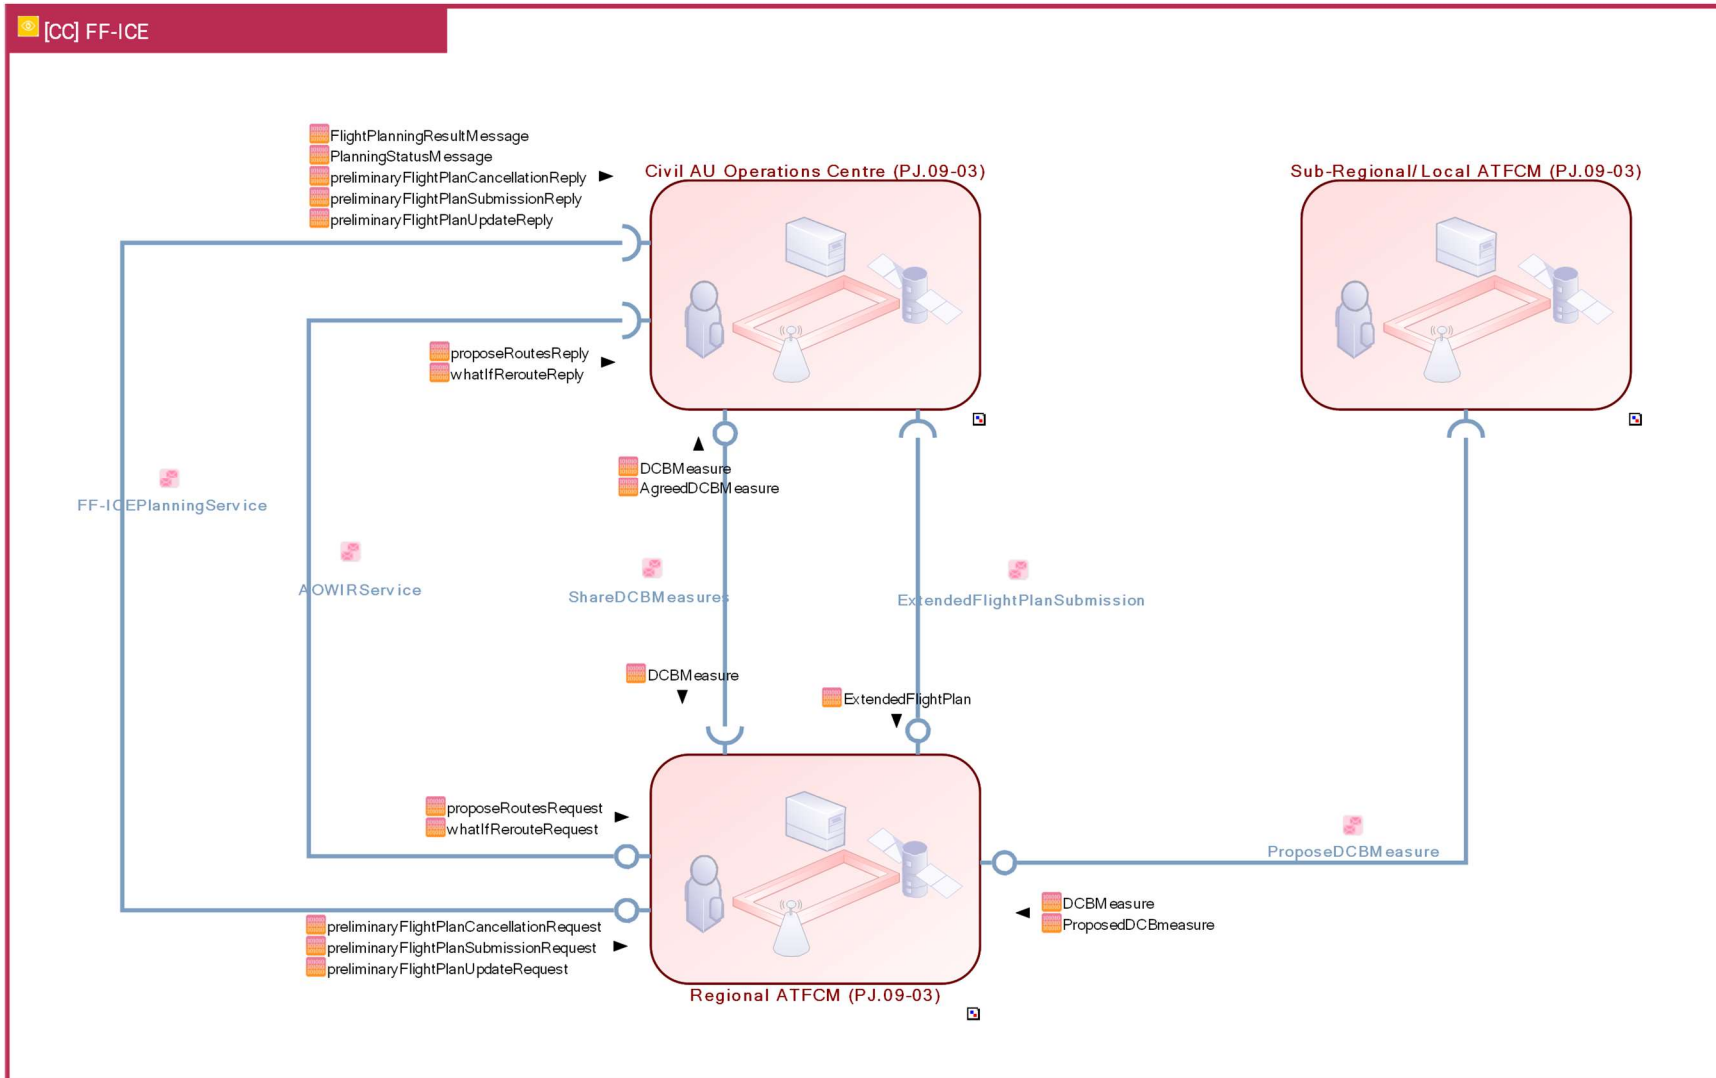 [CC] FF-ICE
FlightPlanningResultMessage
PlanningStatusMessage
preliminaryFlightPlanCancellationReply
preliminaryFlightPlanSubmissionReply
preliminaryFlightPlanUpdateReply
Civil AU Operations Centre (PJ.09-03)
Sub-Regional/Local ATFCM (PJ.09-03)
proposeRoutesReply
whatIfRerouteReply
DCBMeasure
AgreedDCBMeasure
FF-ICEPlanningService
AOWIRService
ShareDCBMeasures
ExtendedFlightPlanSubmission
DCBMeasure
ExtendedFlightPlan
proposeRoutesRequest
whatIfRerouteRequest
ProposeDCBMeasure
preliminaryFlightPlanCancellationRequest
preliminaryFlightPlanSubmissionRequest
preliminaryFlightPlanUpdateRequest
DCBMeasure
ProposedDCBmeasure
Regional ATFCM (PJ.09-03)